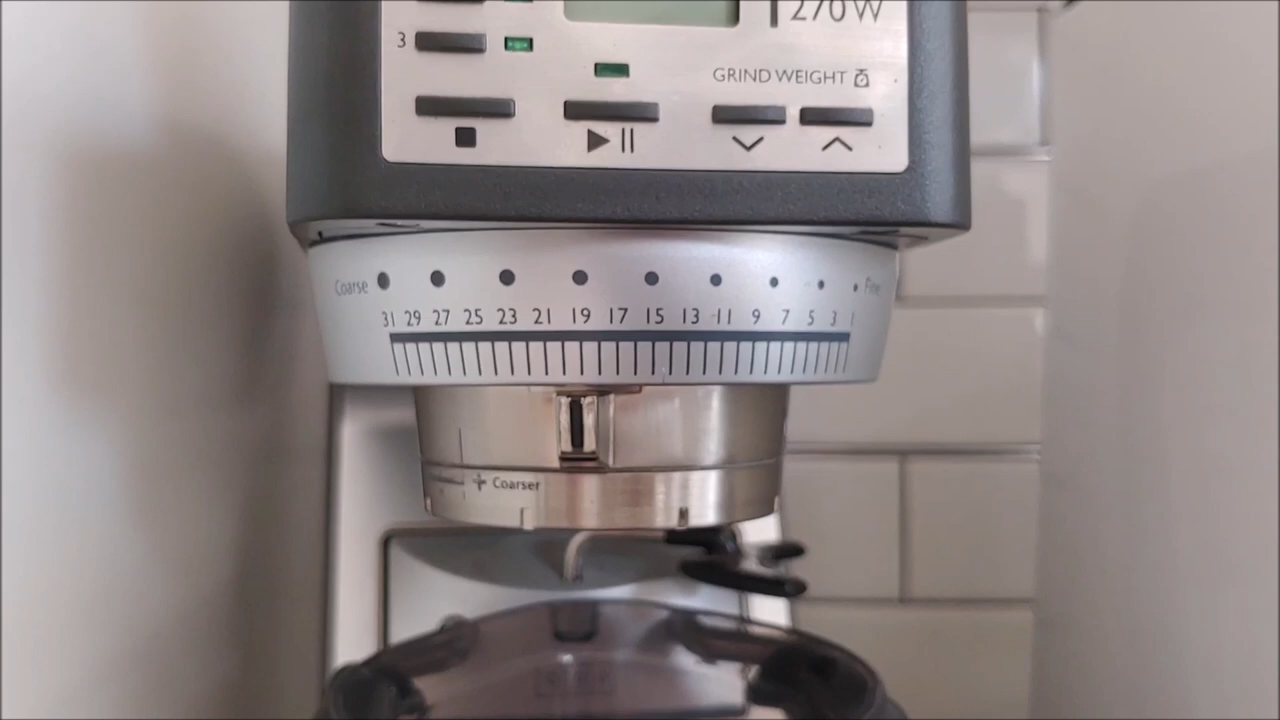 270W
3
GRIND WEIGHT
Coarse Fine
31 29 27 25 23 21 19 17 15 13 11 9 7 5 3 1
+ Coarser